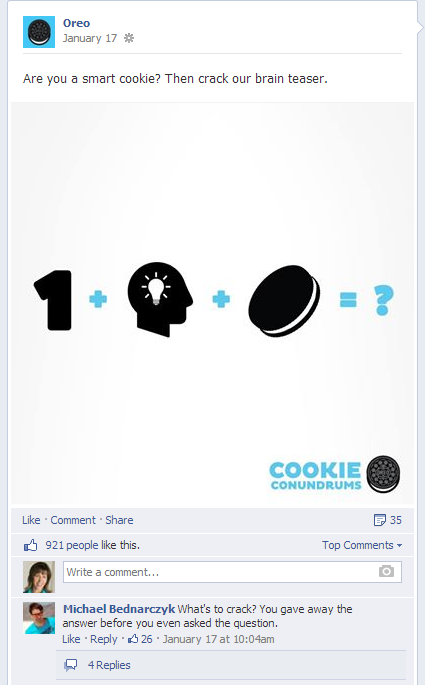 Oreo
January 17
Are you a smart cookie? Then crack our brain teaser.
1 + + = ?
COOKIE
CONUNDRUMS
Like · Comment · Share 35
921 people like this. Top Comments
Write a comment...
Michael Bednarczyk What's to crack? You gave away the
answer before you even asked the question.
Like · Reply · 26 · January 17 at 10:04am
4 Replies